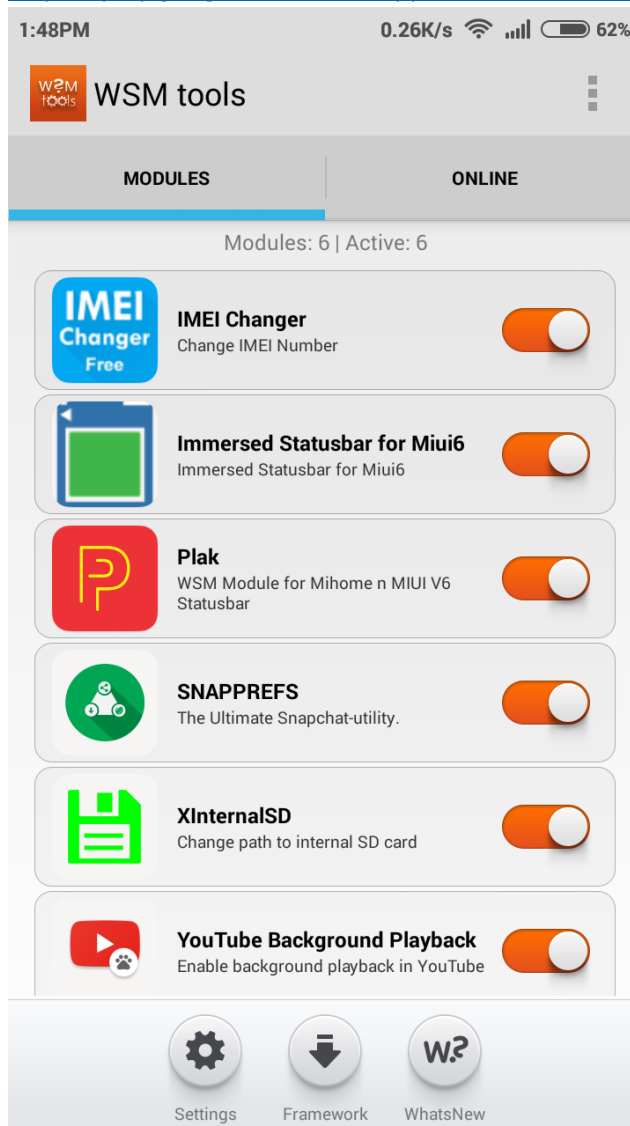 1:48PM 0.26K/s 62%
W?M tools WSM tools
MODULES ONLINE
Modules: 6 | Active: 6
IMEI Changer Free
IMEI Changer
Change IMEI Number
Immersed Statusbar for Miui6
Immersed Statusbar for Miui6
Plak
WSM Module for Mihome n MIUI V6
Statusbar
SNAPPREFS
The Ultimate Snapchat-utility.
XInternalSD
Change path to internal SD card
YouTube Background Playback
Enable background playback in YouTube
W?
Settings Framework WhatsNew